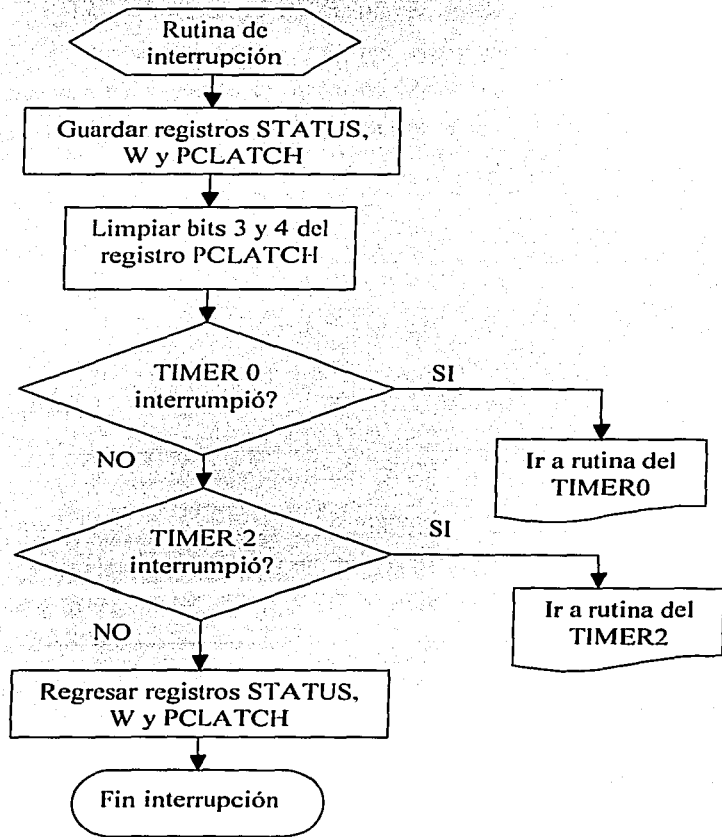 Rutina de
interrupción
Guardar registros STATUS,
W y PCLATCH
Limpiar bits 3 y 4 del
registro PCLATCH
TIMER 0
interrumpió?
SI
NO
Ir a rutina del
TIMER0
TIMER 2
interrumpió?
SI
NO
Ir a rutina del
TIMER2
Regresar registros STATUS,
W y PCLATCH
Fin interrupción